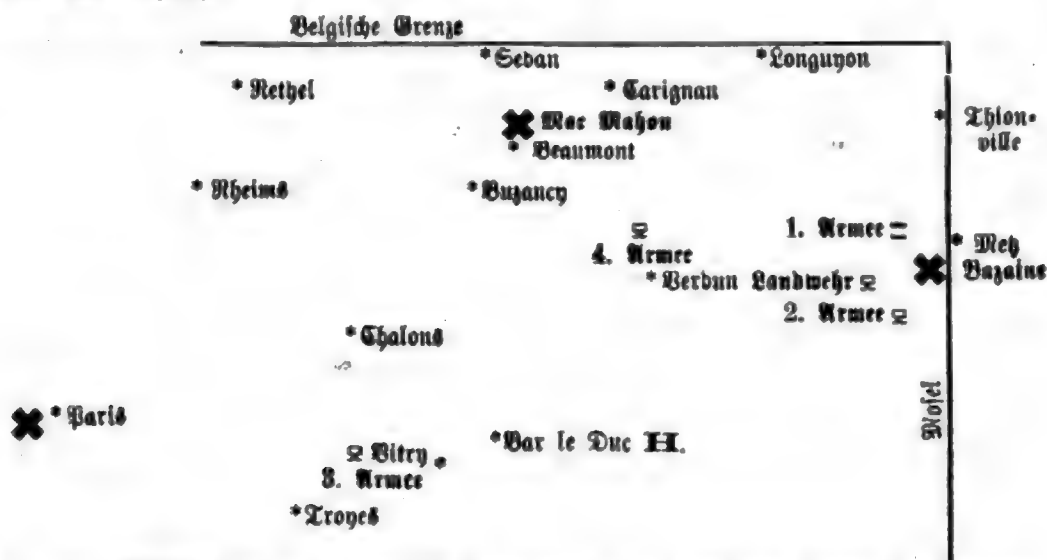 Belgische Grenze
* Sedan
* Longuyon
* Rethel
* Carignan
Mac Mahon
* Thion-
ville
* Beaumont
* Rheims
* Buzancy
1. Armee
4. Armee
* Metz
Bazaine
* Verdun Landwehr
2. Armee
* Chalons
Mosel
* Paris
* Bar le Duc H.
Vitry *
3. Armee
* Troyes